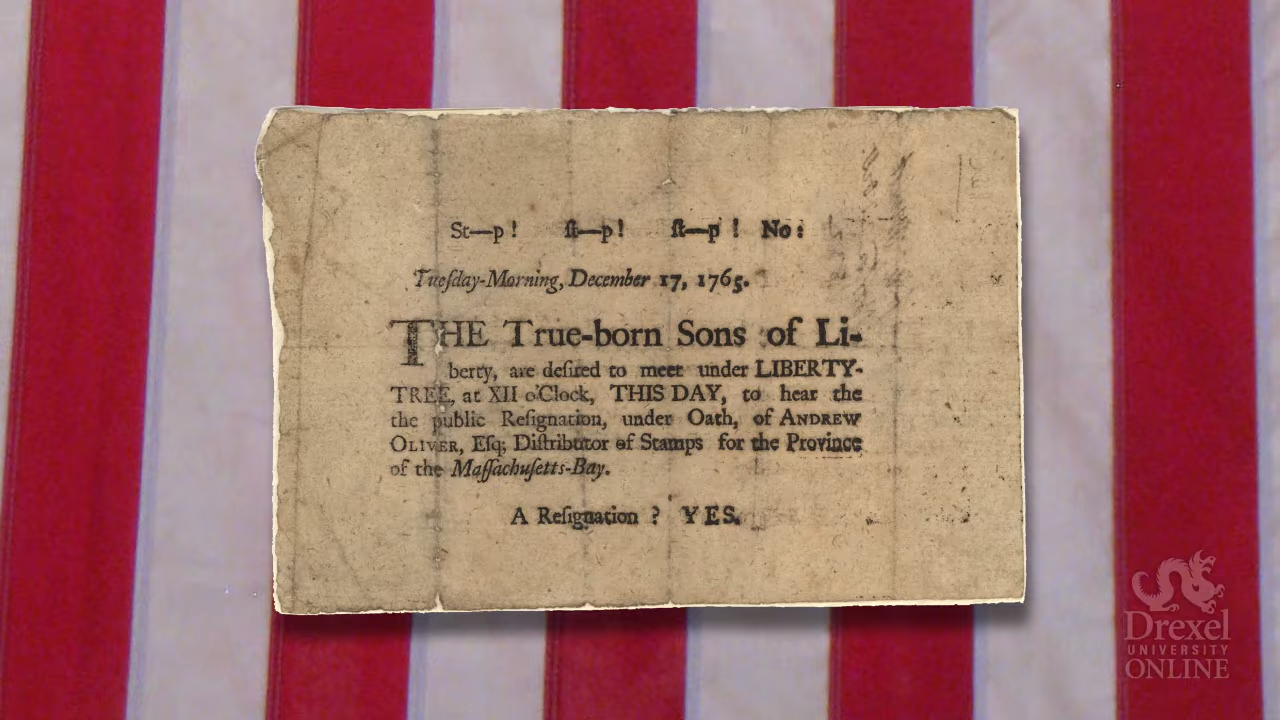 St—p! ſt—p! ſt—p! No:
Tueſday-Morning, December 17, 1765.
THE True-born Sons of Li-
berty, are deſired to meet under LIBERTY-
TREE, at XII o'Clock, THIS DAY, to hear the
the public Reſignation, under Oath, of ANDREW
OLIVER, Eſq; Diſtributor of Stamps for the Province
of the Maſſachuſetts-Bay.
A Reſignation? YES.
Drexel
UNIVERSITY
ONLINE